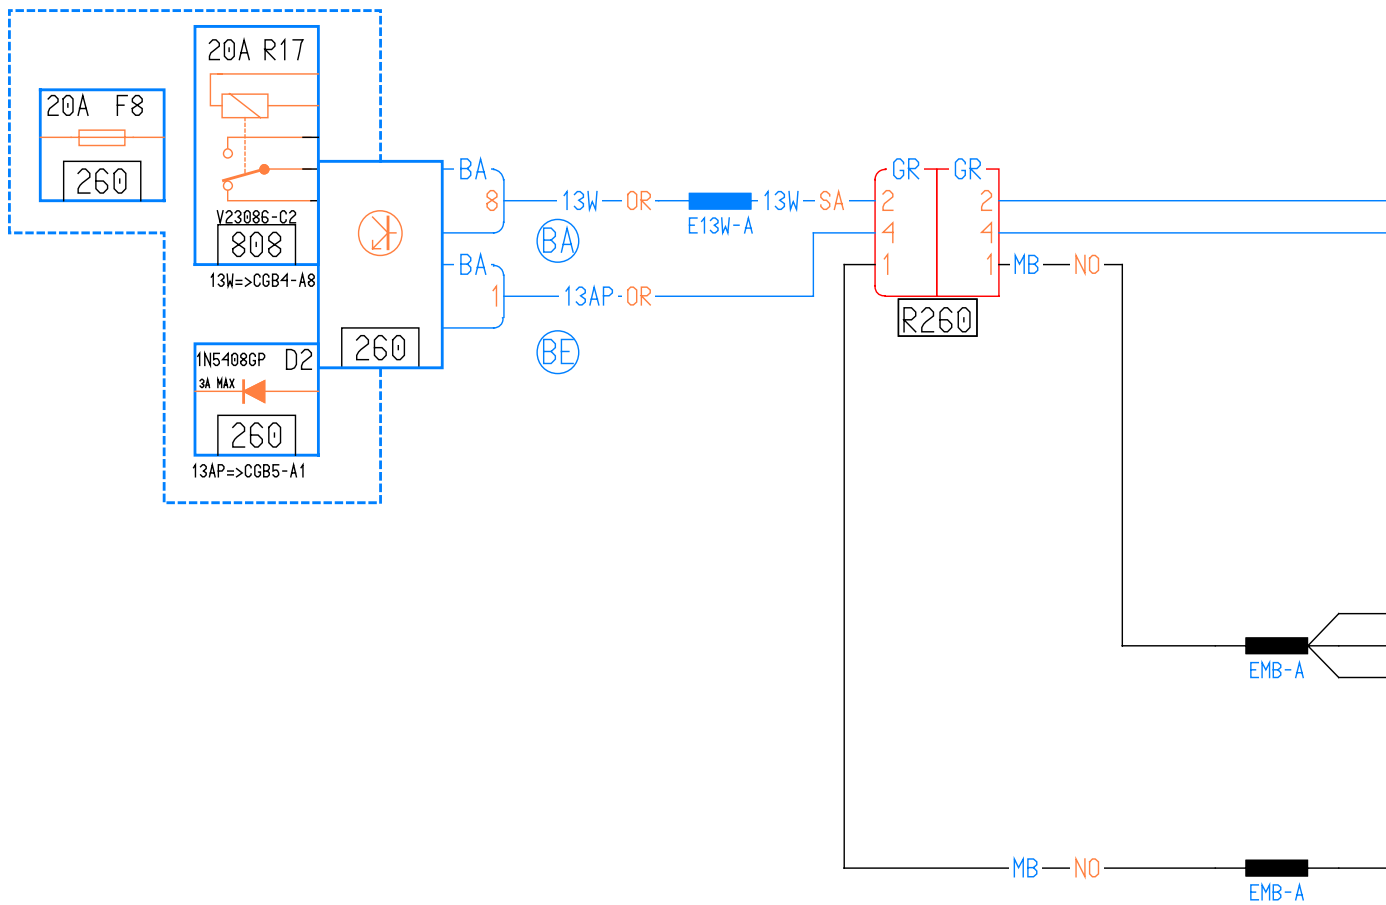 20A R17
20A F8
260
V23086-C2
808
13W=>CGB4-A8
BA
8
13W
OR
13W
SA
E13W-A
BA
BA
1
13AP
OR
BE
260
1N5408GP D2
3A MAX
260
13AP=>CGB5-A1
GR
GR
2
2
4
4
1
1
MB
NO
R260
EMB-A
MB
NO
EMB-A